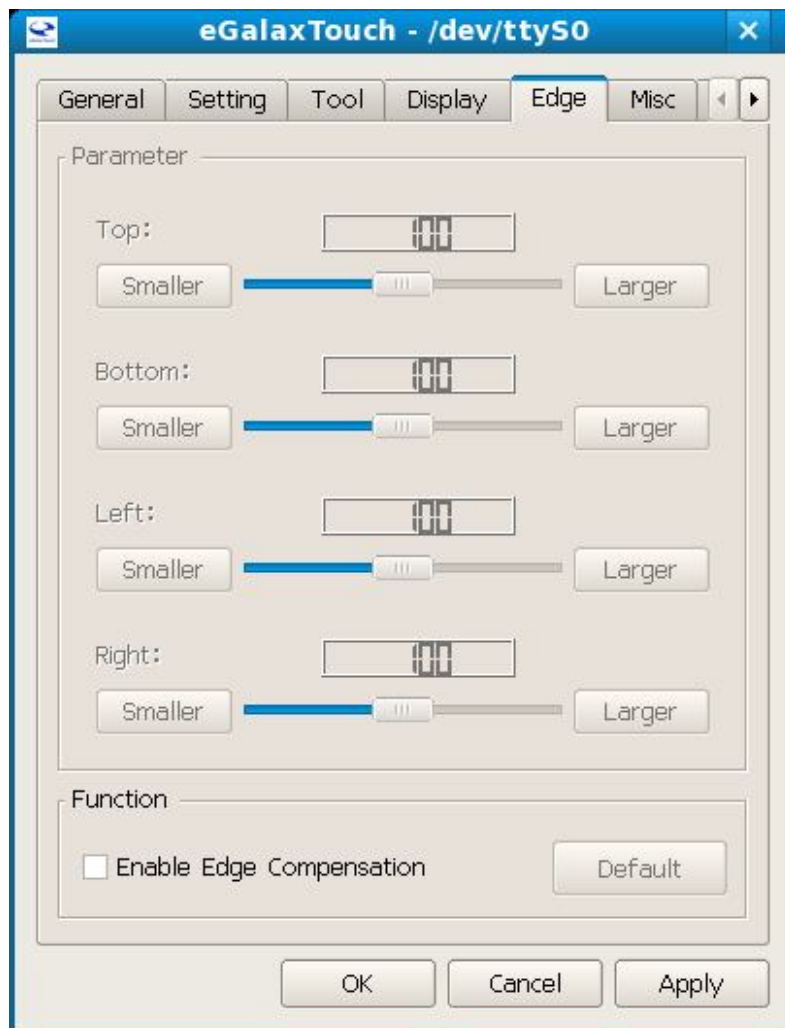 eGalaxTouch - /dev/ttyS0
General Setting Tool Display Edge Misc
Parameter
Top: 100
Smaller Larger
Bottom: 100
Smaller Larger
Left: 100
Smaller Larger
Right: 100
Smaller Larger
Function
Enable Edge Compensation Default
OK Cancel Apply